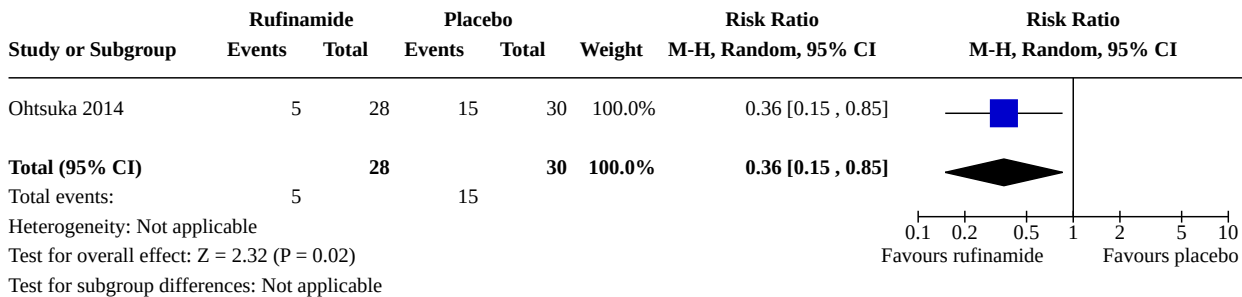 Rufinamide Placebo Risk Ratio Risk Ratio
Study or Subgroup Events Total Events Total Weight M-H, Random, 95% CI M-H, Random, 95% CI
Ohtsuka 2014 5 28 15 30 100.0% 0.36 [0.15 , 0.85]
Total (95% CI) 28 30 100.0% 0.36 [0.15 , 0.85]
Total events: 5 15
Heterogeneity: Not applicable
0.1 0.2 0.5 1 2 5 10
Test for overall effect: Z = 2.32 (P = 0.02) Favours rufinamide Favours placebo
Test for subgroup differences: Not applicable